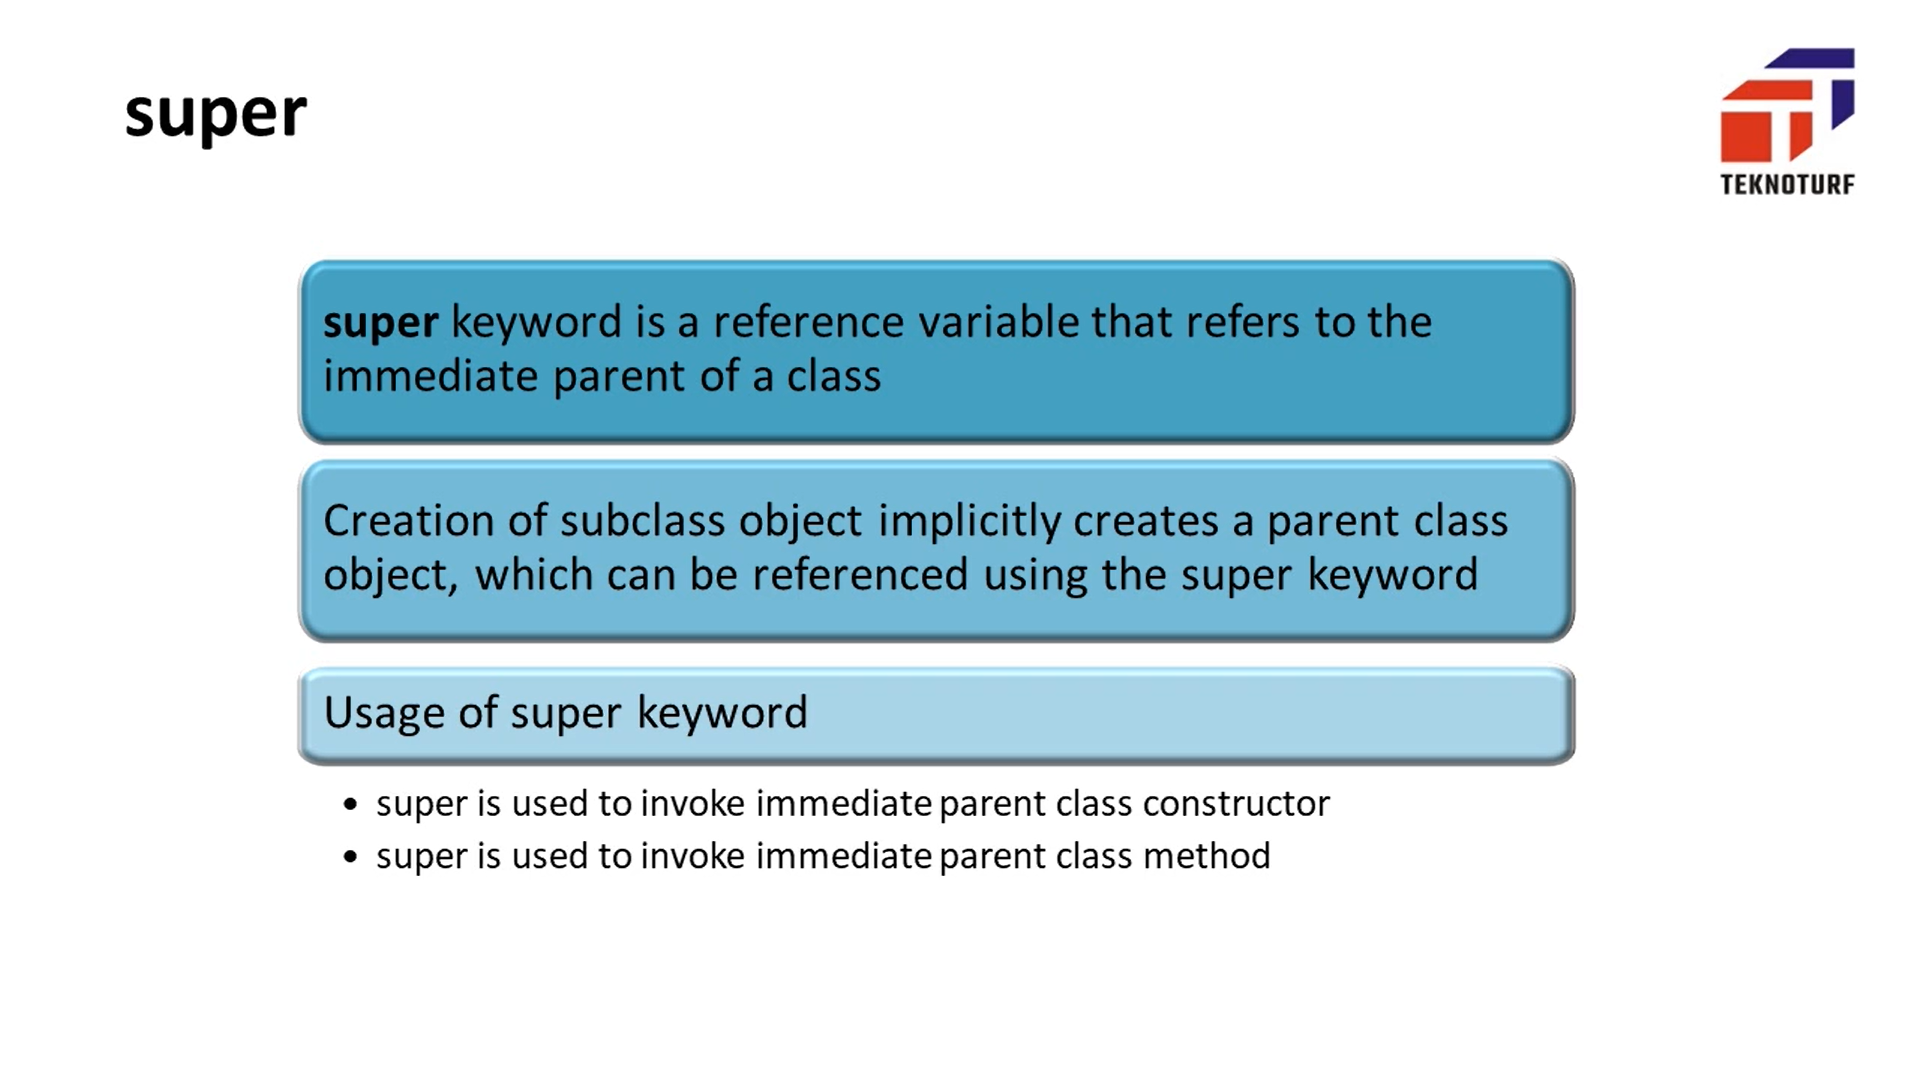 super
TEKNOTURF
super keyword is a reference variable that refers to the
immediate parent of a class
Creation of subclass object implicitly creates a parent class
object, which can be referenced using the super keyword
Usage of super keyword
• super is used to invoke immediate parent class constructor
• super is used to invoke immediate parent class method